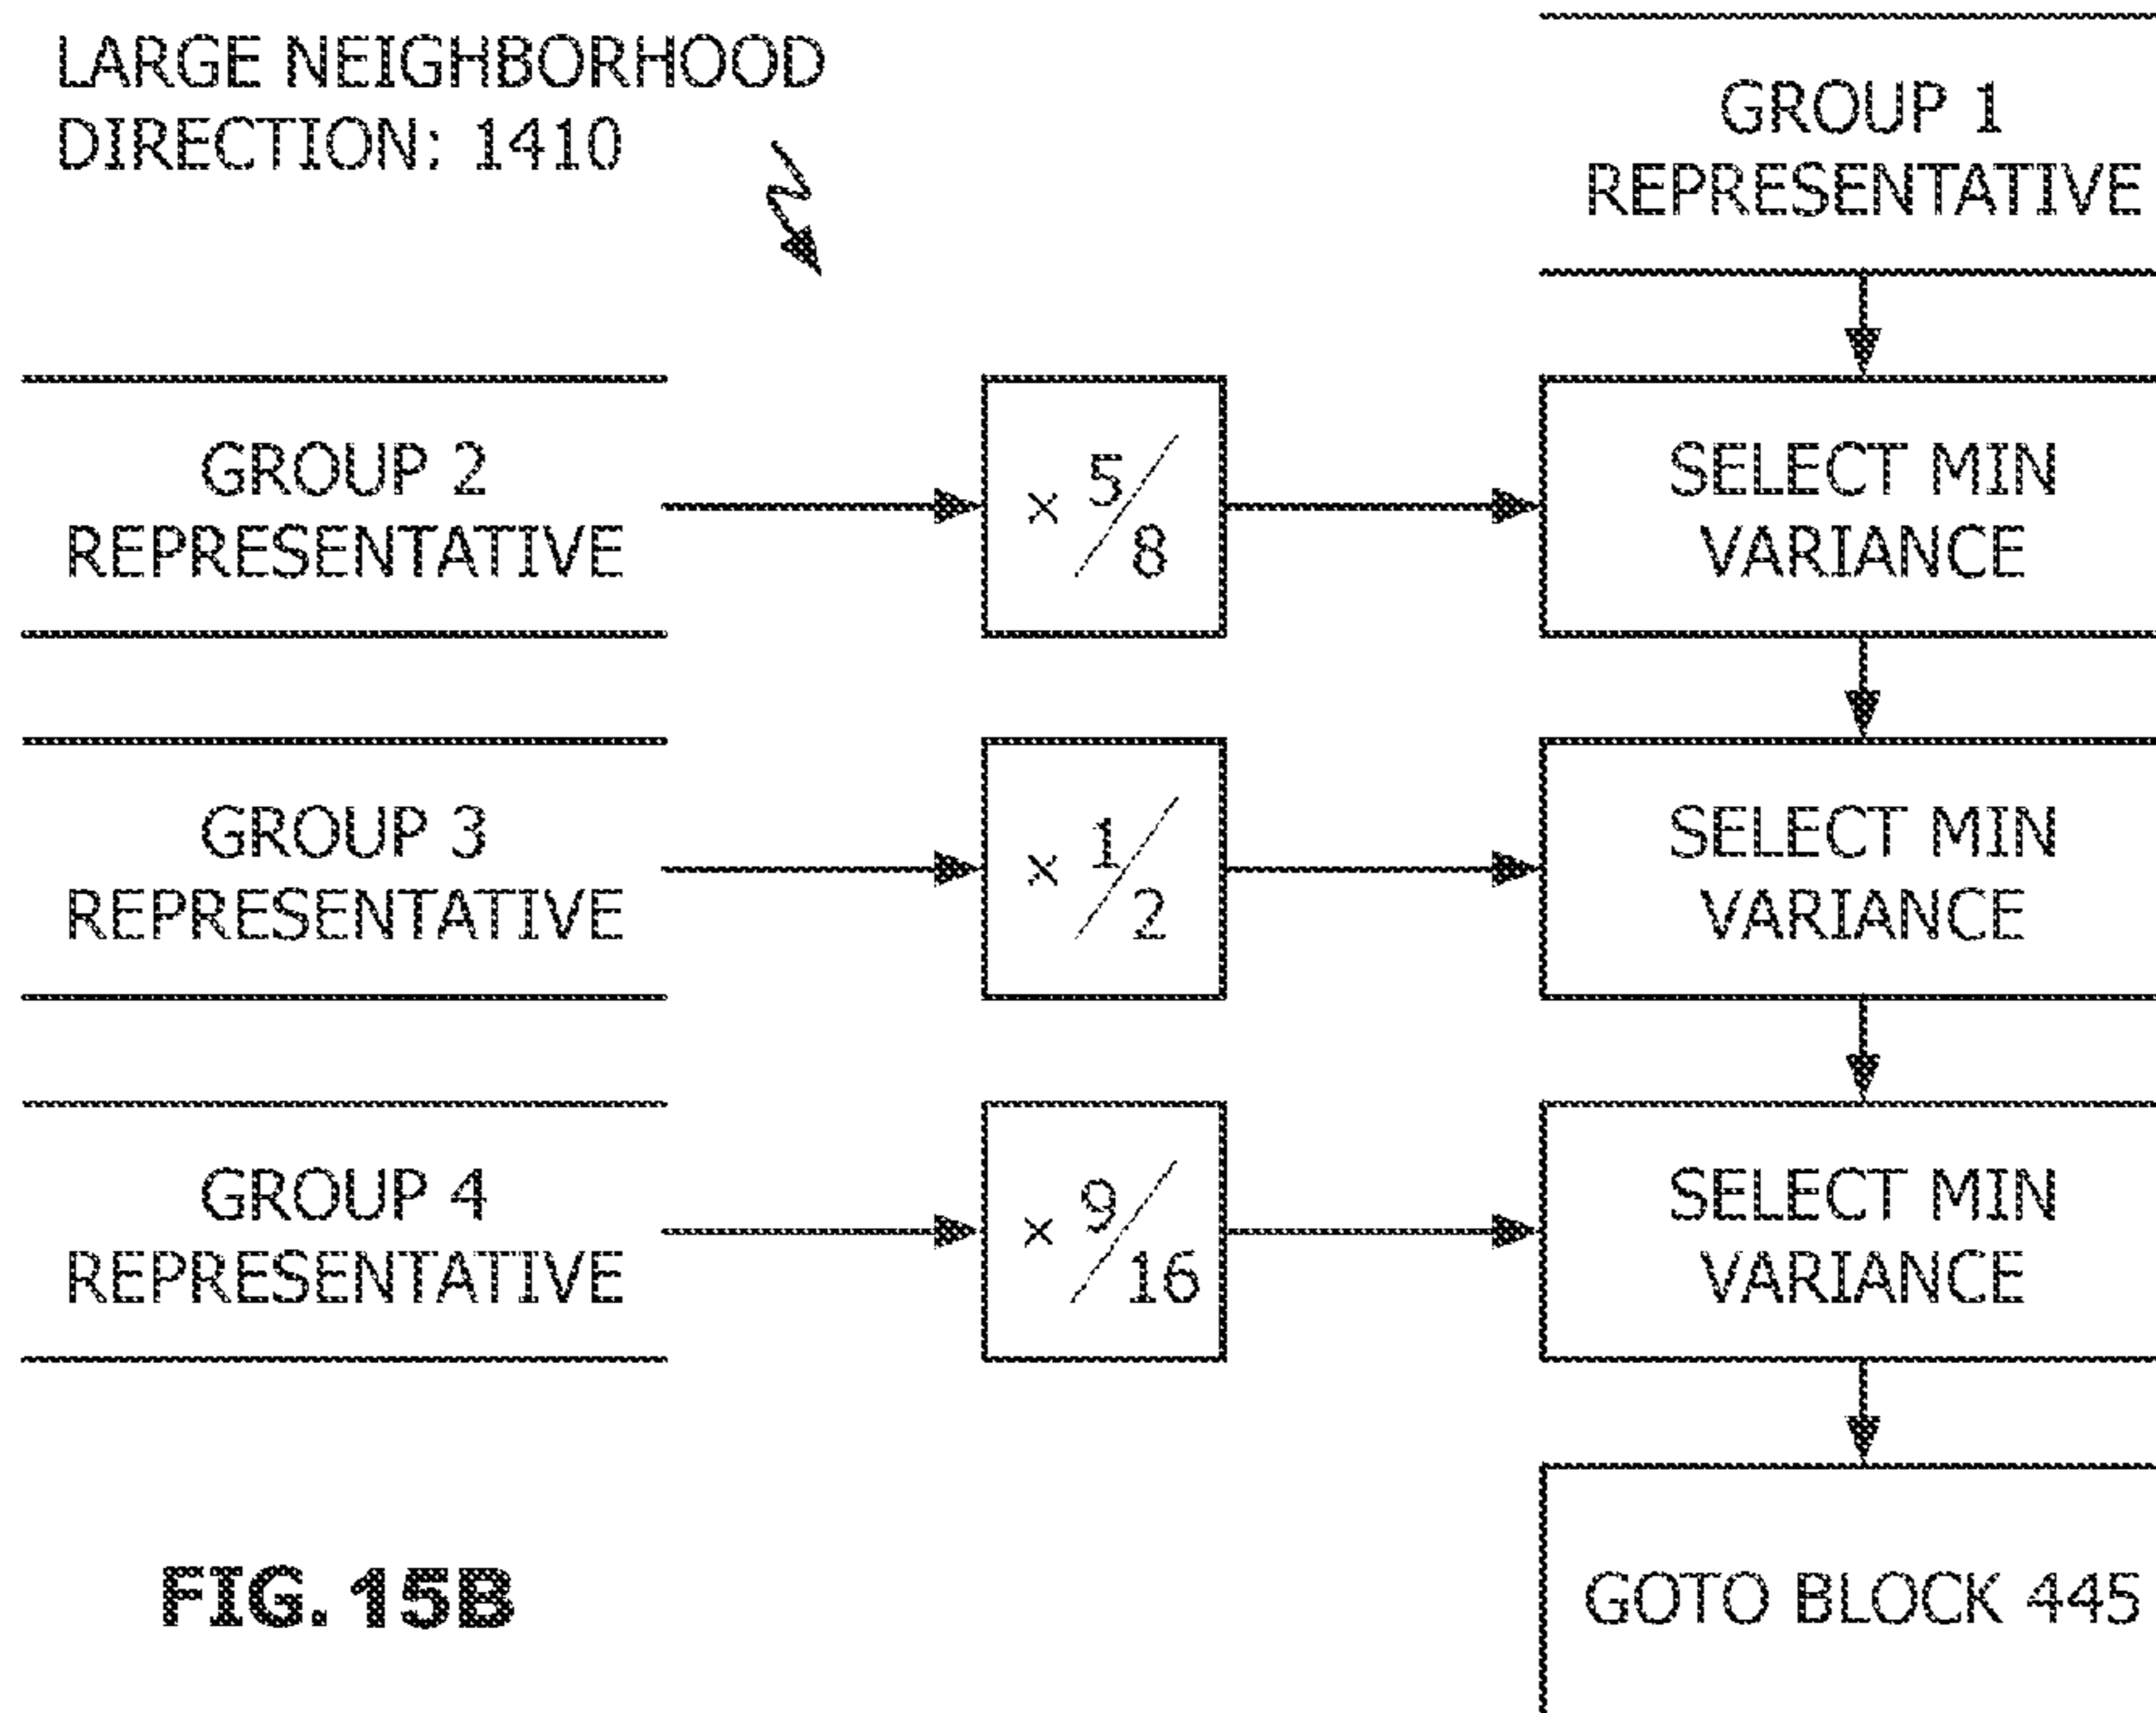 LARGE NEIGHBORHOOD
DIRECTION: 1410
GROUP 1
REPRESENTATIVE
GROUP 2
REPRESENTATIVE
× 5/8
SELECT MIN
VARIANCE
GROUP 3
REPRESENTATIVE
× 1/2
SELECT MIN
VARIANCE
GROUP 4
REPRESENTATIVE
× 9/16
SELECT MIN
VARIANCE
FIG. 15B
GOTO BLOCK 445